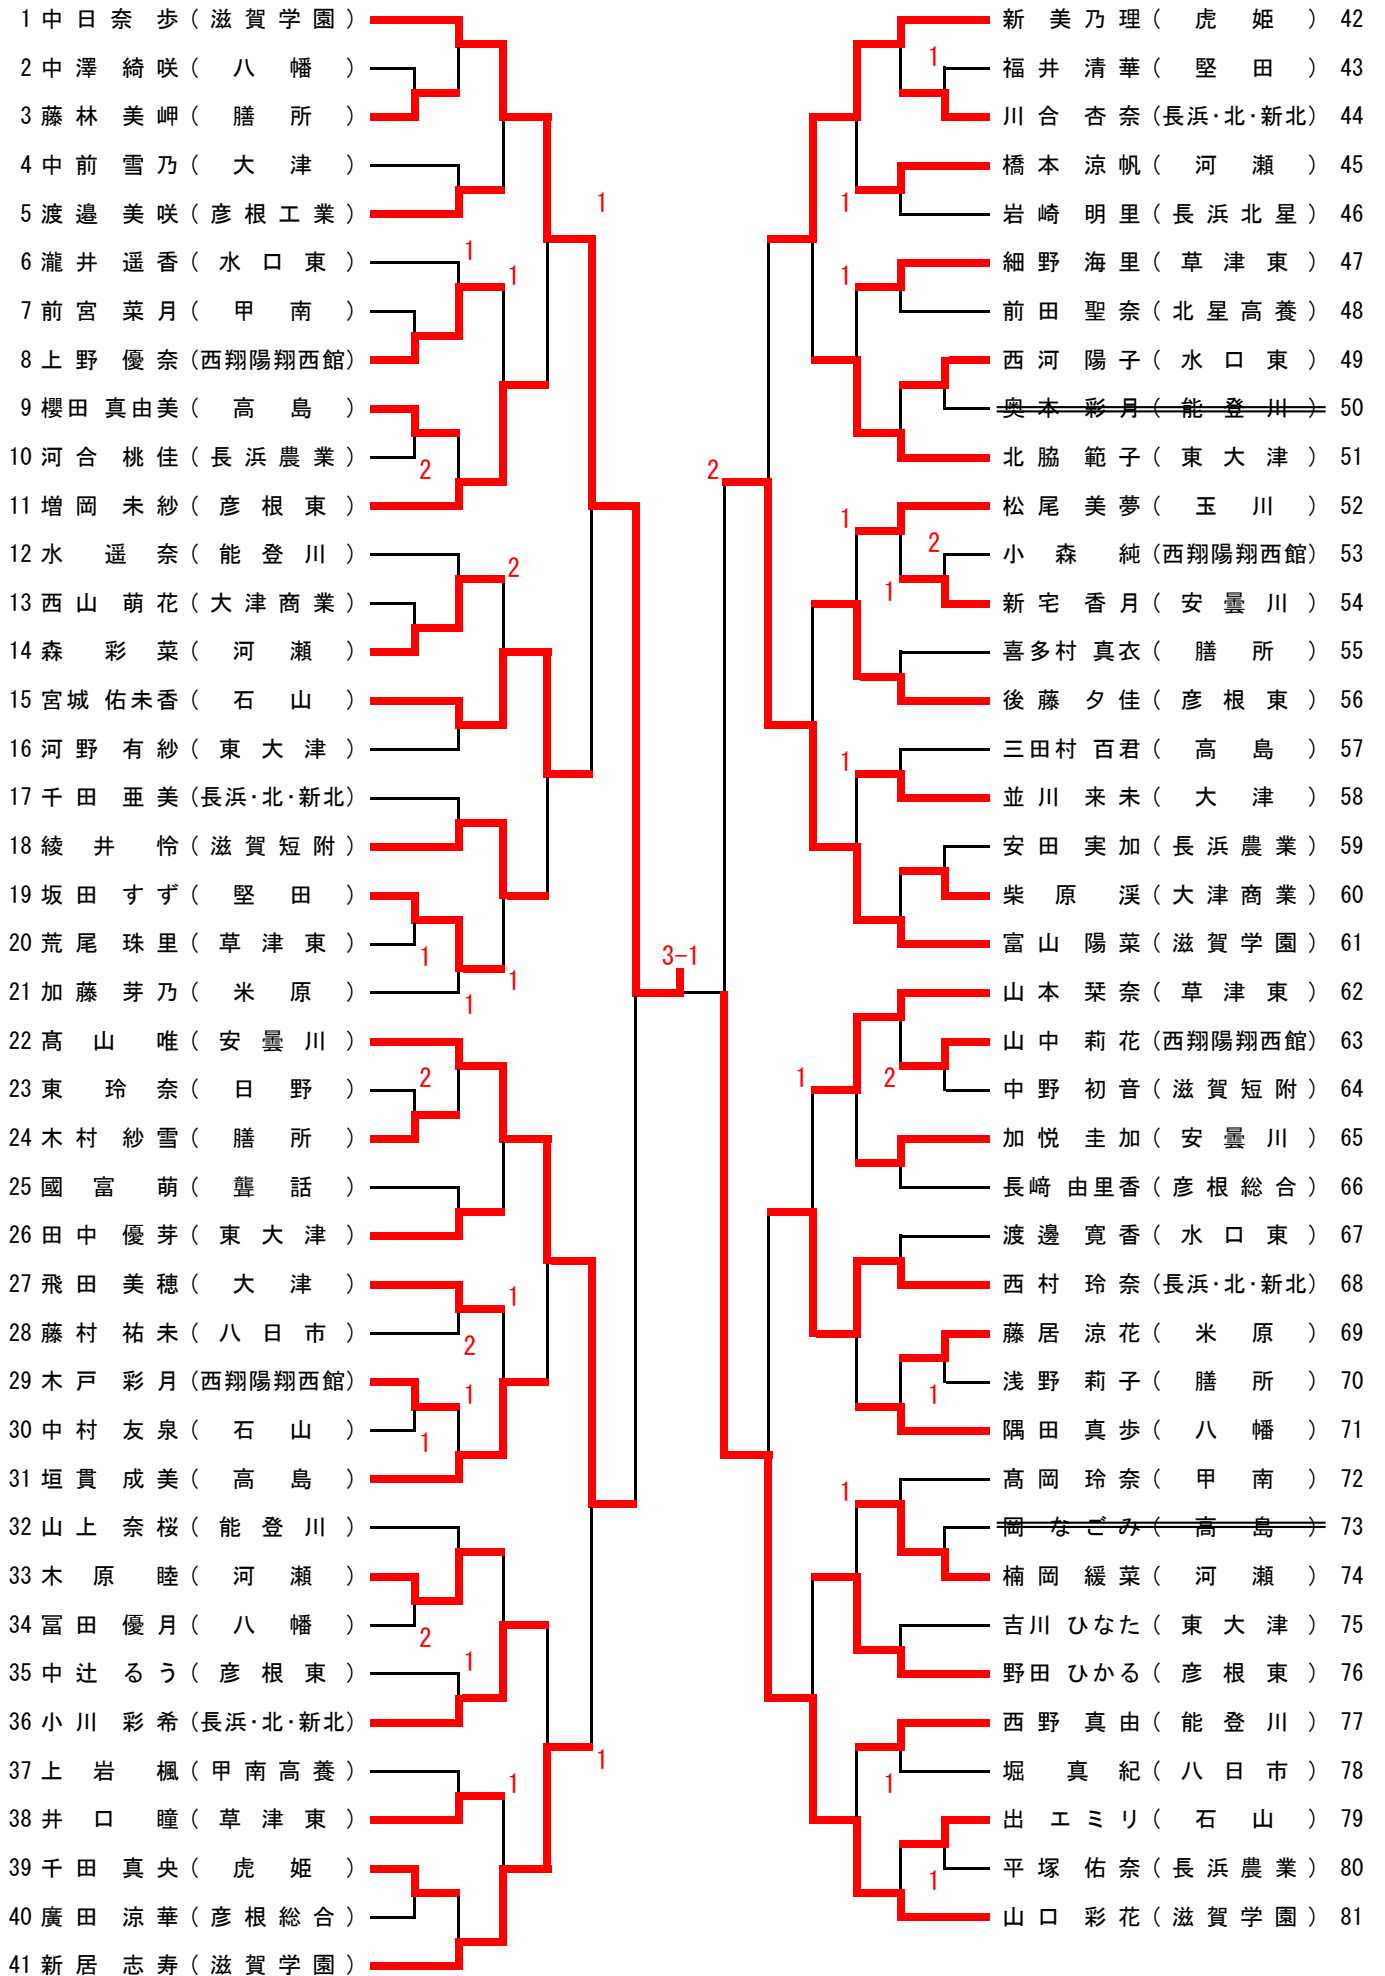 1 中日奈歩 (滋賀学園)
2 中澤綺咲 (八幡)
3 藤林美岬 (膳所)
4 中前雪乃 (大津)
5 渡邉美咲 (彦根工業)
6 瀧井遥香 (水口東)
7 前宮菜月 (甲南)
8 上野優奈 (西翔陽翔西館)
9 櫻田真由美 (高島)
10 河合桃佳 (長浜農業)
11 増岡未紗 (彦根東)
12 水遥奈 (能登川)
13 西山萌花 (大津商業)
14 森彩菜 (河瀬)
15 宮城佑未香 (石山)
16 河野有紗 (東大津)
17 千田亜美 (長浜·北·新北)
18 綾井怜 (滋賀短附)
19 坂田すず (堅田)
20 荒尾珠里 (草津東)
21 加藤芽乃 (米原)
22 髙山唯 (安曇川)
23 東玲奈 (日野)
24 木村紗雪 (膳所)
25 國富萌 (聾話)
26 田中優芽 (東大津)
27 飛田美穂 (大津)
28 藤村祐未 (八日市)
29 木戸彩月 (西翔陽翔西館)
30 中村友泉 (石山)
31 垣貫成美 (高島)
32 山上奈桜 (能登川)
33 木原睦 (河瀬)
34 冨田優月 (八幡)
35 中辻るう (彦根東)
36 小川彩希 (長浜·北·新北)
37 上岩楓 (甲南高養)
38 井口瞳 (草津東)
39 千田真央 (虎姫)
40 廣田涼華 (彦根総合)
41 新居志寿 (滋賀学園)
1
1
1
2
2
1
1
1
2
1
2
1
1
2
1
1
1
3-1
2
1
1
1
1
2
1
1
1
2
1
1
1
1
新美乃理 (虎姫) 42
福井清華 (堅田) 43
川合杏奈 (長浜·北·新北) 44
橋本涼帆 (河瀬) 45
岩崎明里 (長浜北星) 46
細野海里 (草津東) 47
前田聖奈 (北星高養) 48
西河陽子 (水口東) 49
奥本彩月 (能登川) 50
北脇範子 (東大津) 51
松尾美夢 (玉川) 52
小森純 (西翔陽翔西館) 53
新宅香月 (安曇川) 54
喜多村真衣 (膳所) 55
後藤夕佳 (彦根東) 56
三田村百君 (高島) 57
並川来未 (大津) 58
安田実加 (長浜農業) 59
柴原渓 (大津商業) 60
富山陽菜 (滋賀学園) 61
山本栞奈 (草津東) 62
山中莉花 (西翔陽翔西館) 63
中野初音 (滋賀短附) 64
加悦圭加 (安曇川) 65
長﨑由里香 (彦根総合) 66
渡邊寛香 (水口東) 67
西村玲奈 (長浜·北·新北) 68
藤居涼花 (米原) 69
浅野莉子 (膳所) 70
隅田真歩 (八幡) 71
髙岡玲奈 (甲南) 72
岡なごみ (高島) 73
楠岡緩菜 (河瀬) 74
吉川ひなた (東大津) 75
野田ひかる (彦根東) 76
西野真由 (能登川) 77
堀真紀 (八日市) 78
出エミリ (石山) 79
平塚佑奈 (長浜農業) 80
山口彩花 (滋賀学園) 81